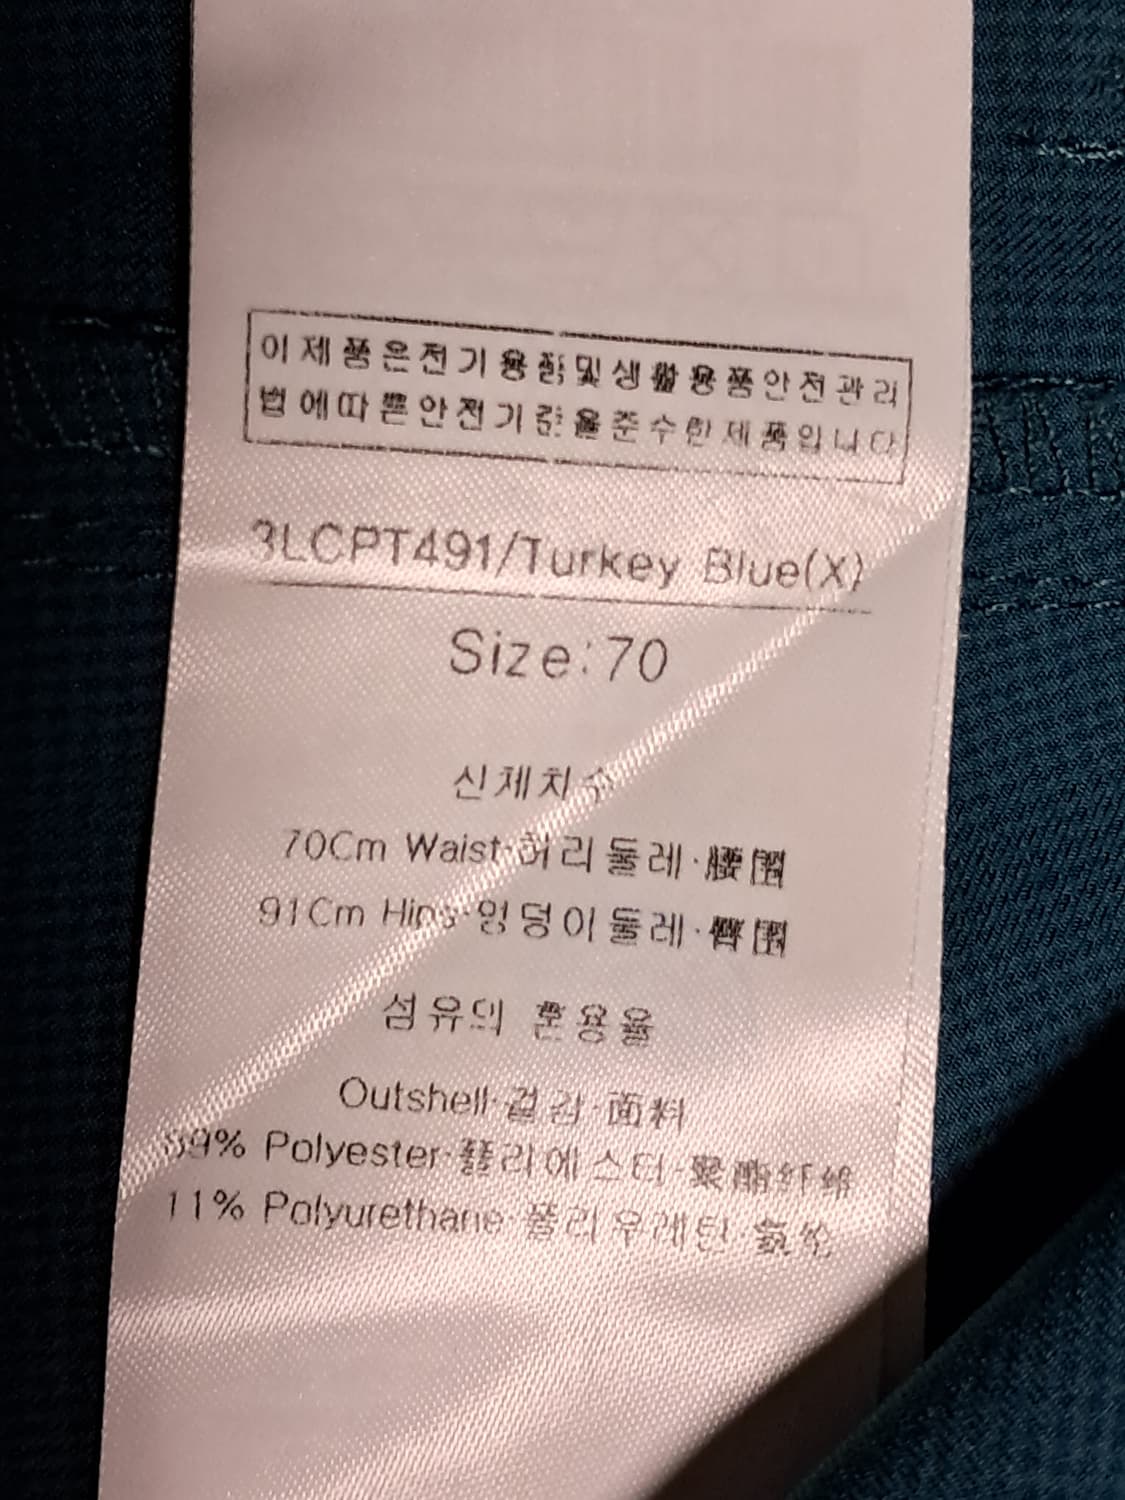 이제품은전기용품및생활용품안전관리
법에따른안전기준을준수한제품입니다
3LCPT491/Turkey Blue(X)
Size:70
신체치수
70Cm Waist·허리둘레·腰围
91Cm Hips·엉덩이둘레·臀围
섬유의 혼용율
Outshell·겉감·面料
89% Polyester·폴리에스터·聚酯纤维
11% Polyurethane·폴리우레탄·氨纶